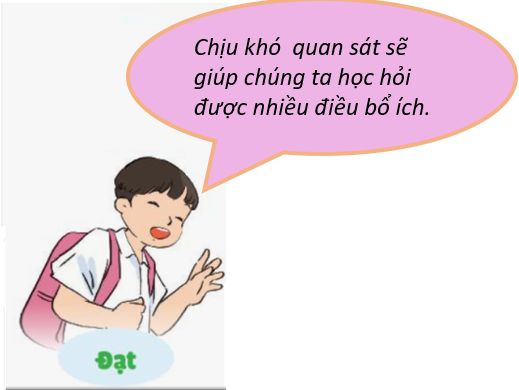 Chịu khó  quan sát sẽ
giúp chúng ta học hỏi
được nhiều điều bổ ích.
Đạt